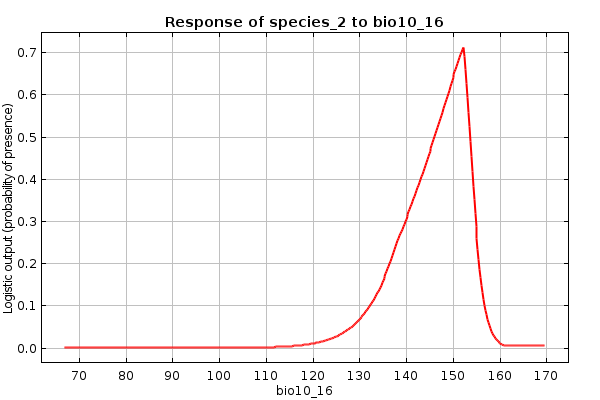 Response of species_2 to bio10_16
Logistic output (probability of presence)
0.7
0.6
0.5
0.4
0.3
0.2
0.1
0.0
70 80 90 100 110 120 130 140 150 160 170
bio10_16